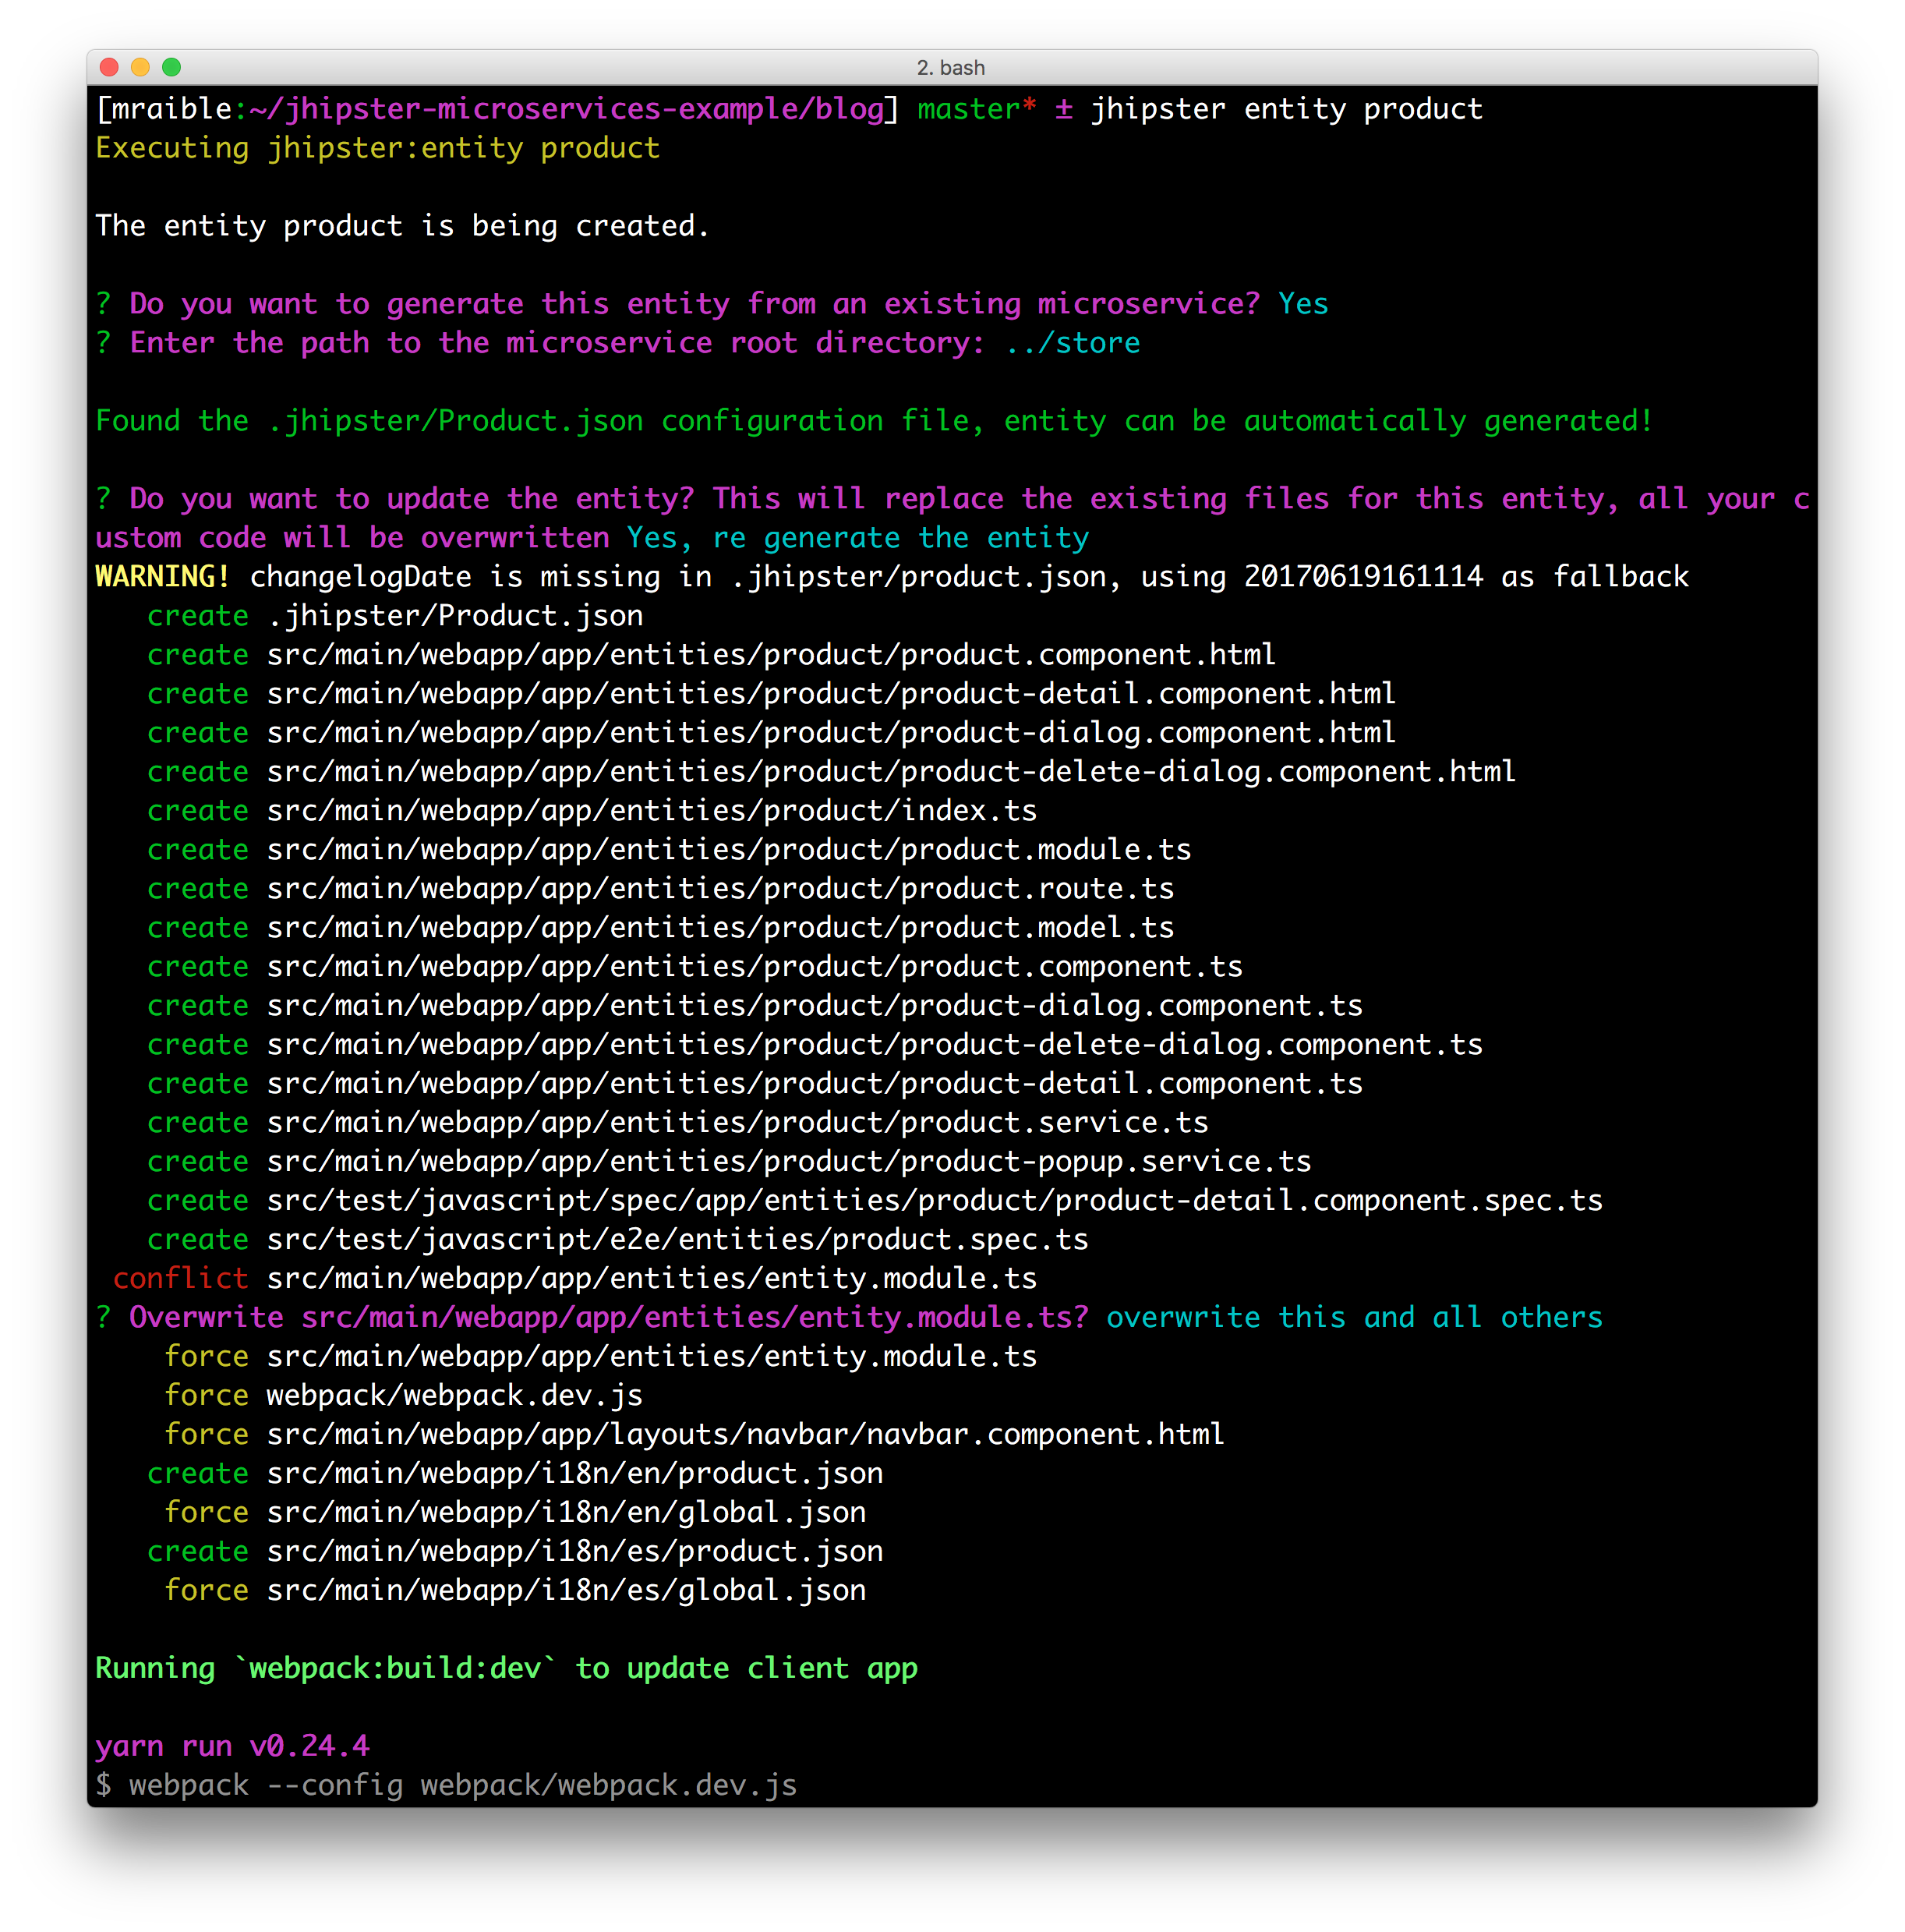 2. bash
[mraible:~/jhipster-microservices-example/blog] master* ± jhipster entity product
Executing jhipster:entity product
The entity product is being created.
? Do you want to generate this entity from an existing microservice? Yes
? Enter the path to the microservice root directory: ../store
Found the .jhipster/Product.json configuration file, entity can be automatically generated!
? Do you want to update the entity? This will replace the existing files for this entity, all your c
ustom code will be overwritten Yes, re generate the entity
WARNING! changelogDate is missing in .jhipster/product.json, using 20170619161114 as fallback
   create .jhipster/Product.json
   create src/main/webapp/app/entities/product/product.component.html
   create src/main/webapp/app/entities/product/product-detail.component.html
   create src/main/webapp/app/entities/product/product-dialog.component.html
   create src/main/webapp/app/entities/product/product-delete-dialog.component.html
   create src/main/webapp/app/entities/product/index.ts
   create src/main/webapp/app/entities/product/product.module.ts
   create src/main/webapp/app/entities/product/product.route.ts
   create src/main/webapp/app/entities/product/product.model.ts
   create src/main/webapp/app/entities/product/product.component.ts
   create src/main/webapp/app/entities/product/product-dialog.component.ts
   create src/main/webapp/app/entities/product/product-delete-dialog.component.ts
   create src/main/webapp/app/entities/product/product-detail.component.ts
   create src/main/webapp/app/entities/product/product.service.ts
   create src/main/webapp/app/entities/product/product-popup.service.ts
   create src/test/javascript/spec/app/entities/product/product-detail.component.spec.ts
   create src/test/javascript/e2e/entities/product.spec.ts
 conflict src/main/webapp/app/entities/entity.module.ts
? Overwrite src/main/webapp/app/entities/entity.module.ts? overwrite this and all others
    force src/main/webapp/app/entities/entity.module.ts
    force webpack/webpack.dev.js
    force src/main/webapp/app/layouts/navbar/navbar.component.html
   create src/main/webapp/i18n/en/product.json
    force src/main/webapp/i18n/en/global.json
   create src/main/webapp/i18n/es/product.json
    force src/main/webapp/i18n/es/global.json
Running `webpack:build:dev` to update client app
yarn run v0.24.4
$ webpack --config webpack/webpack.dev.js